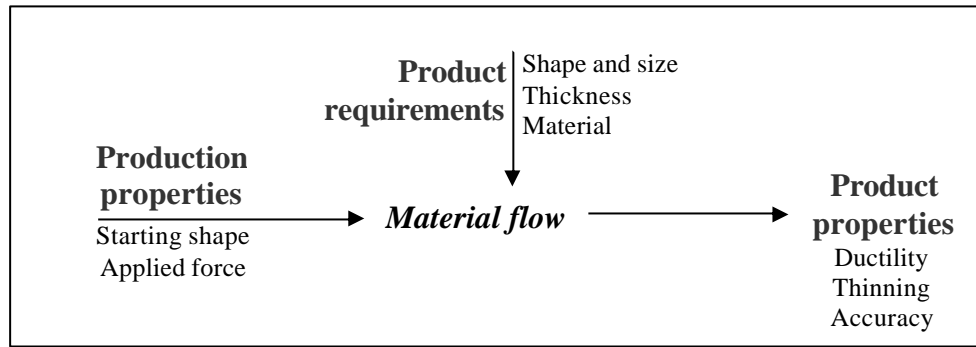 Product
requirements
Shape and size
Thickness
Material
Production
properties
Starting shape
Applied force
Material flow
Product
properties
Ductility
Thinning
Accuracy